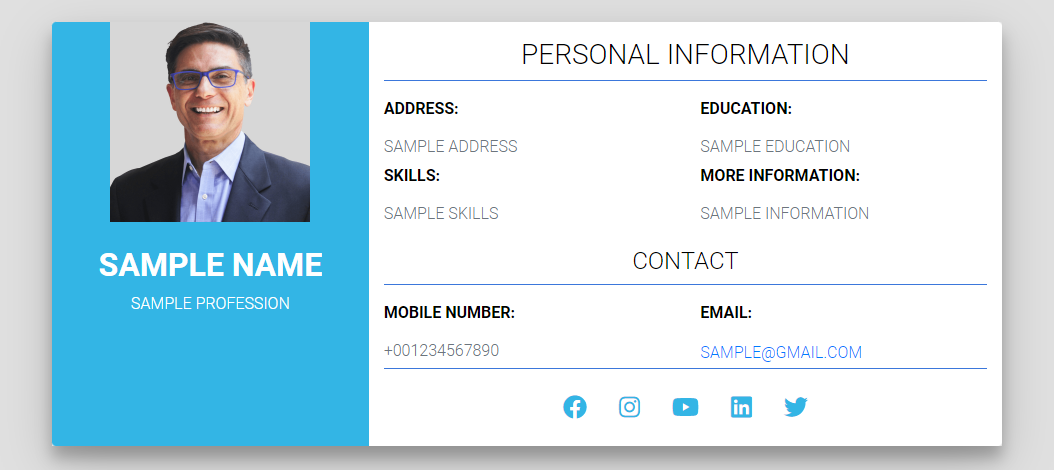 SAMPLE NAME
SAMPLE PROFESSION
PERSONAL INFORMATION
ADDRESS:
SAMPLE ADDRESS
EDUCATION:
SAMPLE EDUCATION
SKILLS:
SAMPLE SKILLS
MORE INFORMATION:
SAMPLE INFORMATION
CONTACT
MOBILE NUMBER:
+001234567890
EMAIL:
SAMPLE@GMAIL.COM